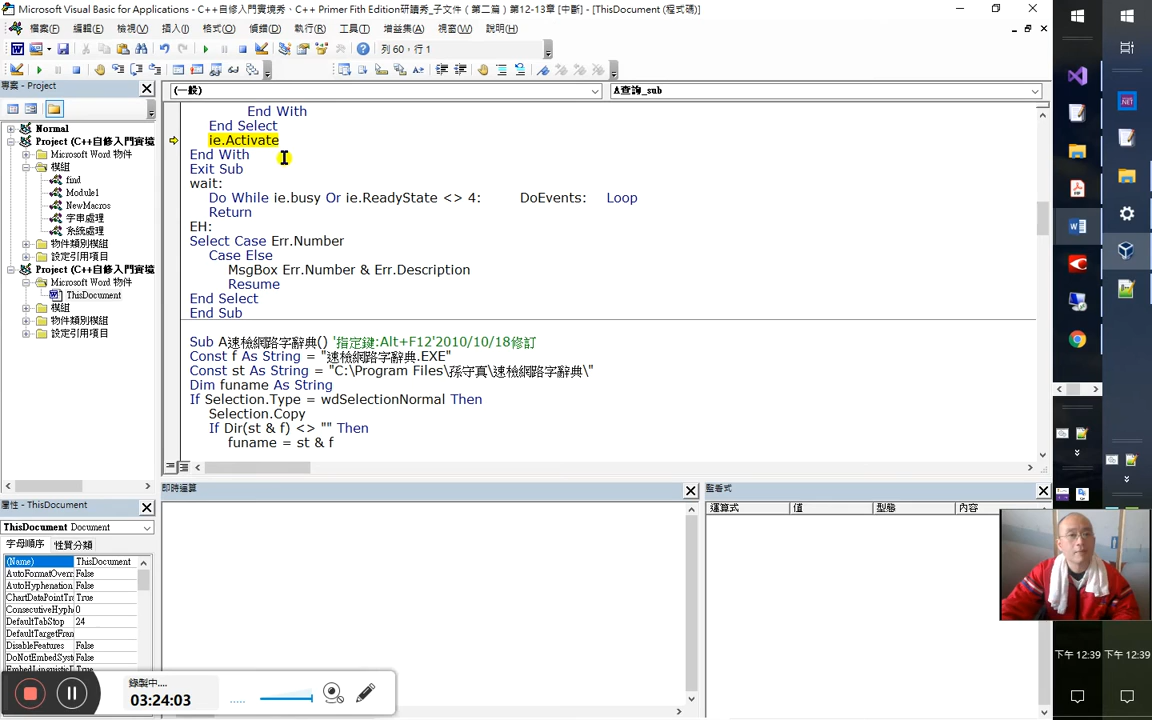 Microsoft Visual Basic for Applications - C++自修入門實境秀、C++ Primer Fith Edition研讀秀_子文件（第二篇）第12-13章 [中斷] - [ThisDocument (程式碼)]
檔案(F) 編輯(E) 檢視(V) 插入(I) 格式(O) 偵錯(D) 執行(R) 工具(T) 增益集(A) 視窗(W) 說明(H)
列 60，行 1
專案 - Project
(一般)
A查詢_sub
Normal
Project (C++自修入門實境
Microsoft Word 物件
模組
find
Module1
NewMacros
字串處理
系統處理
物件類別模組
設定引用項目
Project (C++自修入門實境
Microsoft Word 物件
ThisDocument
模組
物件類別模組
設定引用項目
End With
End Select
ie.Activate
End With
Exit Sub
wait:
Do While ie.busy Or ie.ReadyState <> 4: DoEvents: Loop
Return
EH:
Select Case Err.Number
Case Else
MsgBox Err.Number & Err.Description
Resume
End Select
End Sub
Sub A速檢網路字辭典() '指定鍵:Alt+F12'2010/10/18修訂
Const f As String = "速檢網路字辭典.EXE"
Const st As String = "C:\Program Files\孫守真\速檢網路字辭典\"
Dim funame As String
If Selection.Type = wdSelectionNormal Then
Selection.Copy
If Dir(st & f) <> "" Then
funame = st & f
屬性 - ThisDocument
ThisDocument Document
字母順序 性質分類
(Name) ThisDocument
AutoFormatOver False
AutoHyphenation False
ChartDataPointTr True
ConsecutiveHyph 0
DefaultTabStop 24
DefaultTargetFran
DisableFeatures False
DoNotEmbedSyst False
EmbedLinguisticD True
即時運算
監看式
運算式 值 型態 內容
錄製中....
03:24:03
下午 12:39
下午 12:39